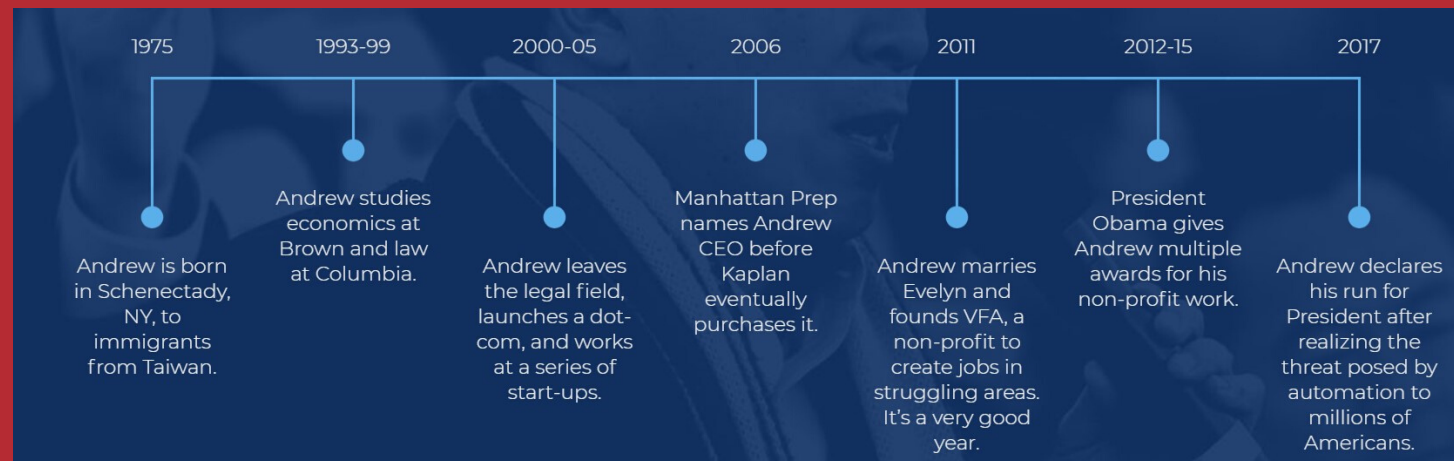 1975
Andrew is born
in Schenectady,
NY, to
immigrants
from Taiwan.
1993-99
Andrew studies
economics at
Brown and law
at Columbia.
2000-05
Andrew leaves
the legal field,
launches a dot-
com, and works
at a series of
start-ups.
2006
Manhattan Prep
names Andrew
CEO before
Kaplan
eventually
purchases it.
2011
Andrew marries
Evelyn and
founds VFA, a
non-profit to
create jobs in
struggling areas.
It's a very good
year.
2012-15
President
Obama gives
Andrew multiple
awards for his
non-profit work.
2017
Andrew declares
his run for
President after
realizing the
threat posed by
automation to
millions of
Americans.